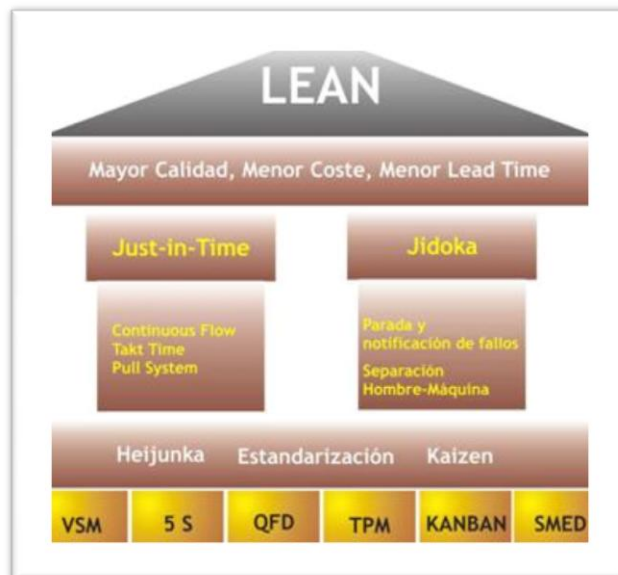 LEAN
Mayor Calidad, Menor Coste, Menor Lead Time
Just-in-Time
Continuous Flow
Takt Time
Pull System
Jidoka
Parada y
notificación de fallos
Separación
Hombre-Máquina
Heijunka Estandarización Kaizen
VSM 5 S QFD TPM KANBAN SMED